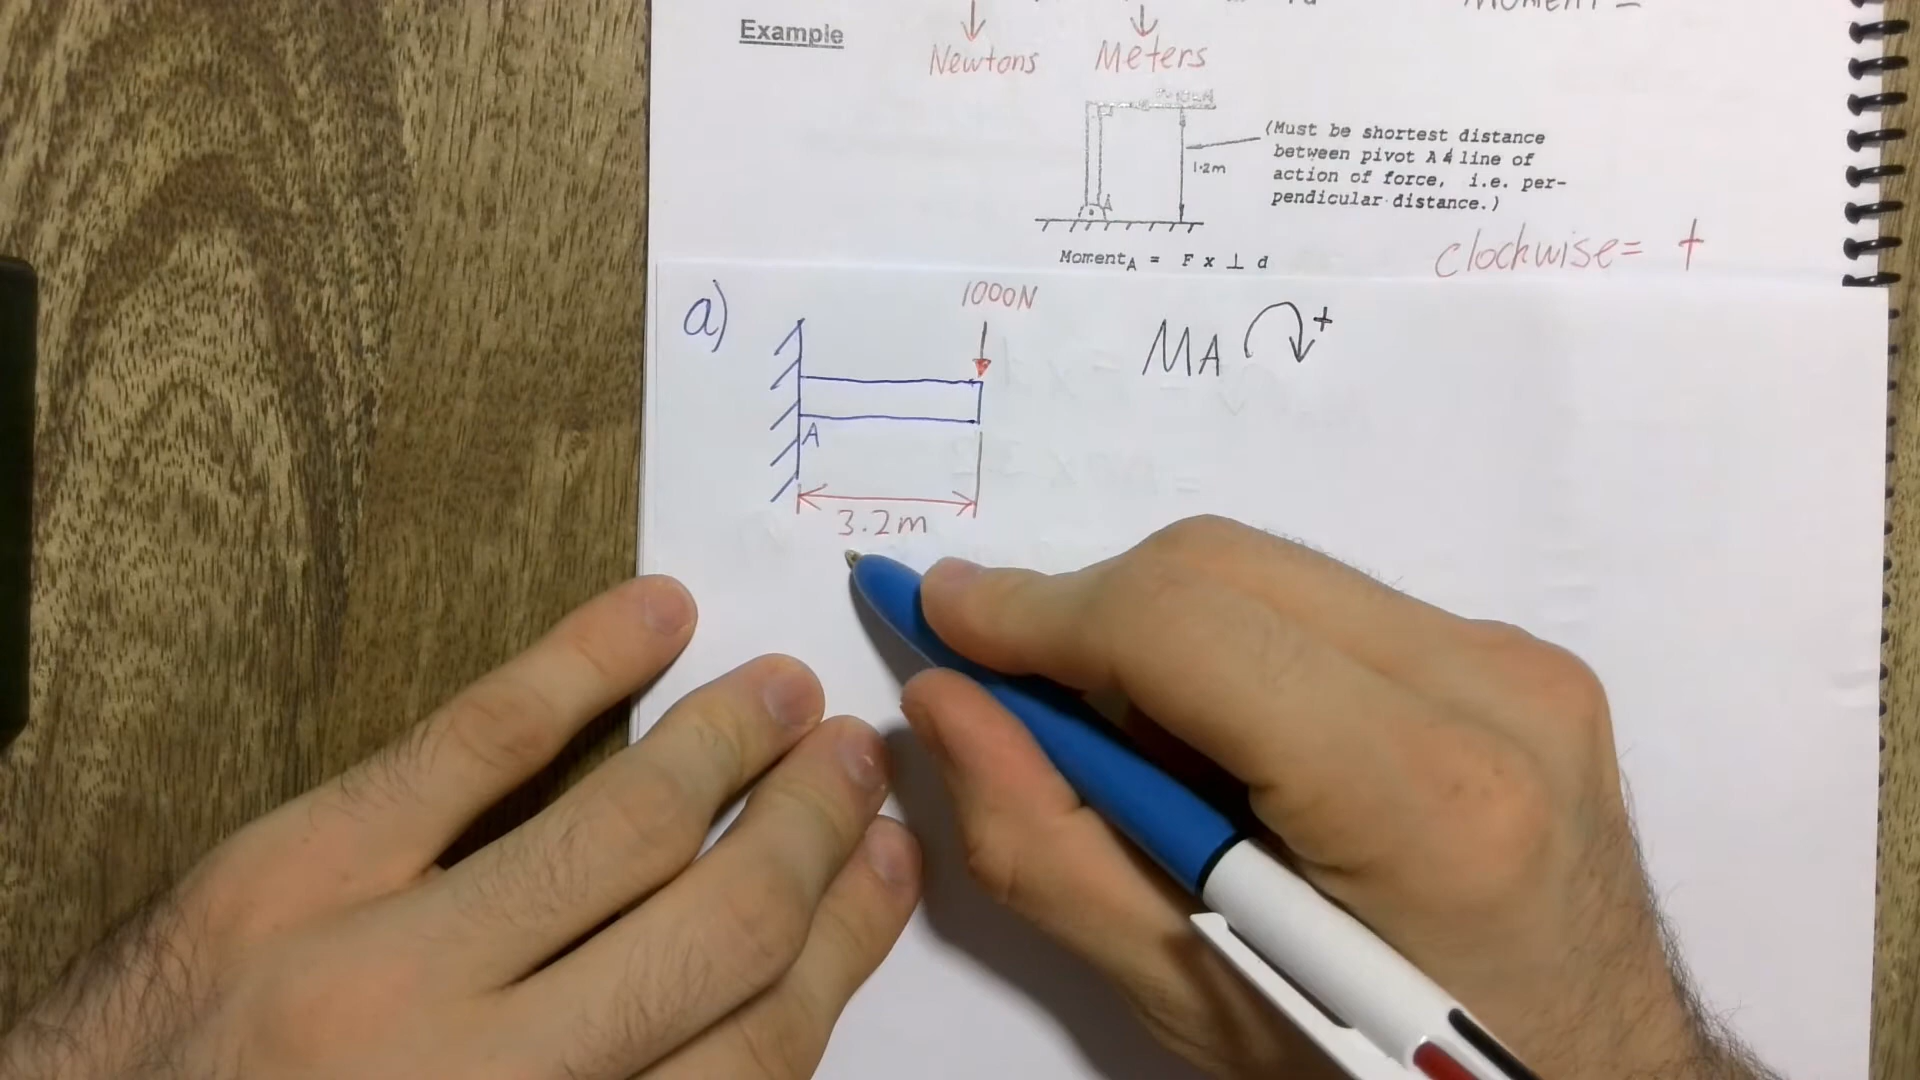 Moment =
Example
Newtons
Meters
(Must be shortest distance
between pivot A & line of
action of force, i.e. per-
pendicular distance.)
1.2m
A
MomentA = F x ⊥ d
clockwise= +
a)
1000N
MA +
A
3.2m